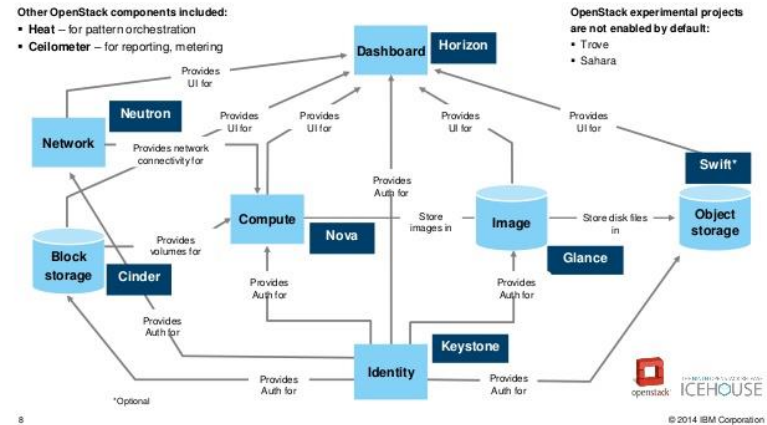 Other OpenStack components included:
▪ Heat – for pattern orchestration
▪ Ceilometer – for reporting, metering
OpenStack experimental projects
are not enabled by default:
▪ Trove
▪ Sahara
Dashboard
Horizon
Provides
UI for
Neutron
Network
Provides
UI for
Provides
UI for
Provides
UI for
Provides
UI for
Provides network
connectivity for
Swift*
Provides
Auth for
Compute
Nova
Store
images in
Image
Glance
Store disk files
in
Object
storage
Provides
volumes for
Block
storage
Cinder
Provides
Auth for
Provides
Auth for
Provides
Auth for
Keystone
Identity
Provides
Auth for
Provides
Auth for
*Optional
openstack
ICEHOUSE
8
© 2014 IBM Corporation